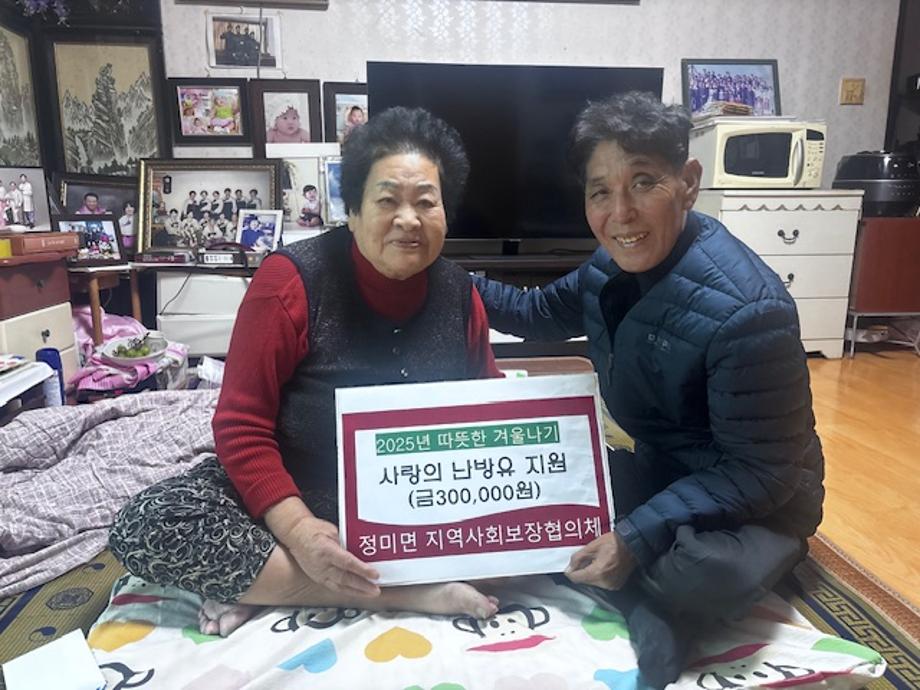 2025년 따뜻한 겨울나기
사랑의 난방유 지원
(금300,000원)
정미면 지역사회보장협의체